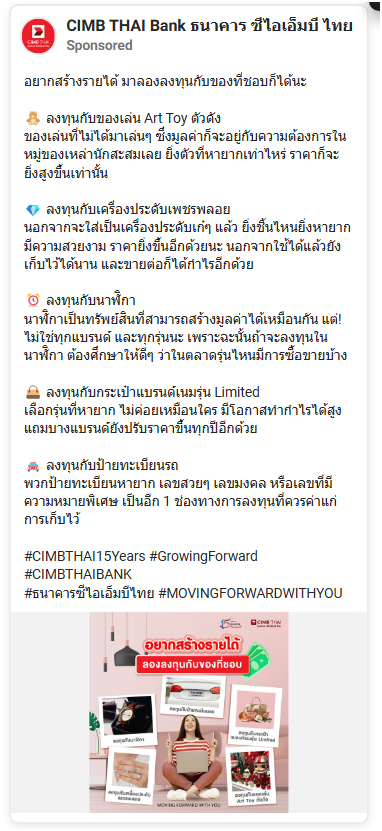 CIMB THAI Bank ธนาคาร ซีไอเอ็มบี ไทย
Sponsored
อยากสร้างรายได้ มาลองลงทุนกับของที่ชอบก็ได้นะ
🧸 ลงทุนกับของเล่น Art Toy ตัวดัง
ของเล่นที่ไม่ได้มาเล่นๆ ซึ่งมูลค่าก็จะอยู่กับความต้องการใน
หมู่ของเหล่านักสะสมเลย ยิ่งตัวที่หายากเท่าไหร่ ราคาก็จะ
ยิ่งสูงขึ้นเท่านั้น
💎 ลงทุนกับเครื่องประดับเพชรพลอย
นอกจากจะใส่เป็นเครื่องประดับเก๋ๆ แล้ว ยิ่งชิ้นไหนยิ่งหายาก
มีความสวยงาม ราคายิ่งขึ้นอีกด้วยนะ นอกจากใช้ได้แล้วยัง
เก็บไว้ได้นาน และขายต่อก็ได้กำไรอีกด้วย
⏰ ลงทุนกับนาฬิกา
นาฬิกาเป็นทรัพย์สินที่สามารถสร้างมูลค่าได้เหมือนกัน แต่!
ไม่ใช่ทุกแบรนด์ และทุกรุ่นนะ เพราะฉะนั้นถ้าจะลงทุนใน
นาฬิกา ต้องศึกษาให้ดีๆ ว่าในตลาดรุ่นไหนมีการซื้อขายบ้าง
👜 ลงทุนกับกระเป๋าแบรนด์เนมรุ่น Limited
เลือกรุ่นที่หายาก ไม่ค่อยเหมือนใคร มีโอกาสทำกำไรได้สูง
แถมบางแบรนด์ยังปรับราคาขึ้นทุกปีอีกด้วย
🚘 ลงทุนกับป้ายทะเบียนรถ
พวกป้ายทะเบียนหายาก เลขสวยๆ เลขมงคล หรือเลขที่มี
ความหมายพิเศษ เป็นอีก 1 ช่องทางการลงทุนที่ควรค่าแก่
การเก็บไว้
#CIMBTHAI15Years #GrowingForward
#CIMBTHAIBANK
#ธนาคารซีไอเอ็มบีไทย #MOVINGFORWARDWITHYOU
CIMB THAI
อยากสร้างรายได้
ลองลงทุนกับของที่ชอบ
ลงทุนกับป้ายทะเบียนรถ
ลงทุนกับนาฬิกา
ลงทุนกับกระเป๋า
แบรนด์เนมรุ่น Limited
ลงทุนกับเครื่องประดับ
เพชรพลอย
ลงทุนกับของเล่น
Art Toy ตัวดัง
MOVING FORWARD WITH YOU